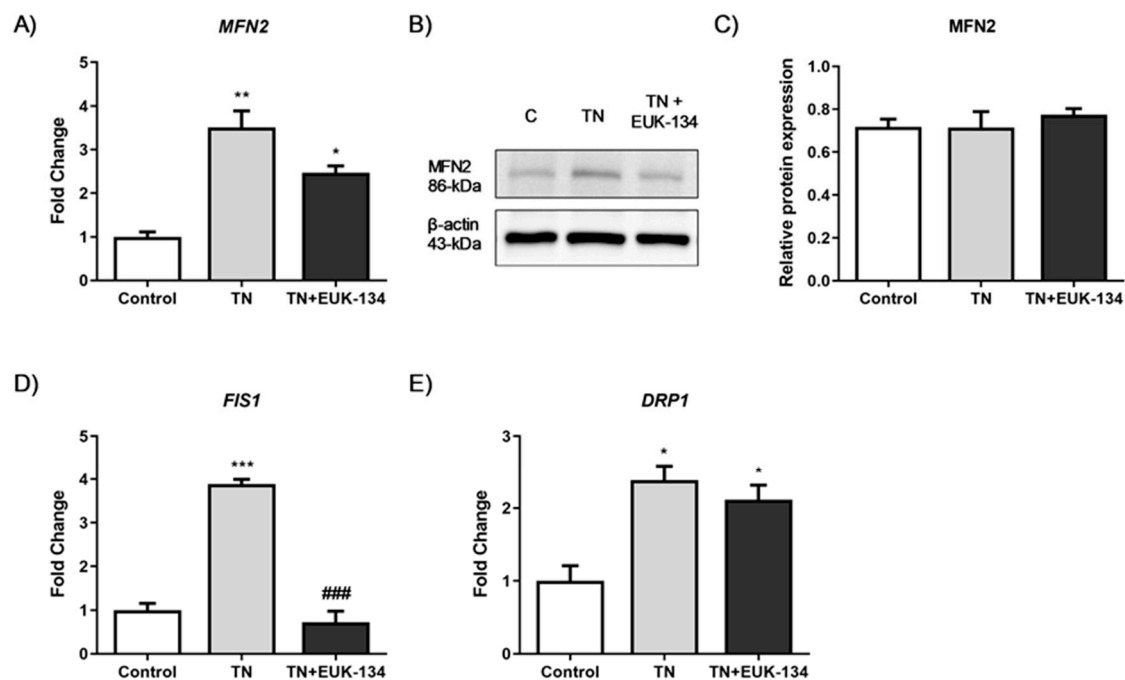 A)
MFN2
Fold Change
5
4
3
2
1
0
**
*
Control
TN
TN+EUK-134
B)
C
TN
TN +
EUK-134
MFN2
86-kDa
β-actin
43-kDa
C)
MFN2
Relative protein expression
1.0
0.8
0.6
0.4
0.2
0.0
Control
TN
TN+EUK-134
D)
FIS1
Fold Change
5
4
3
2
1
0
***
###
Control
TN
TN+EUK-134
E)
DRP1
Fold Change
3
2
1
0
*
*
Control
TN
TN+EUK-134